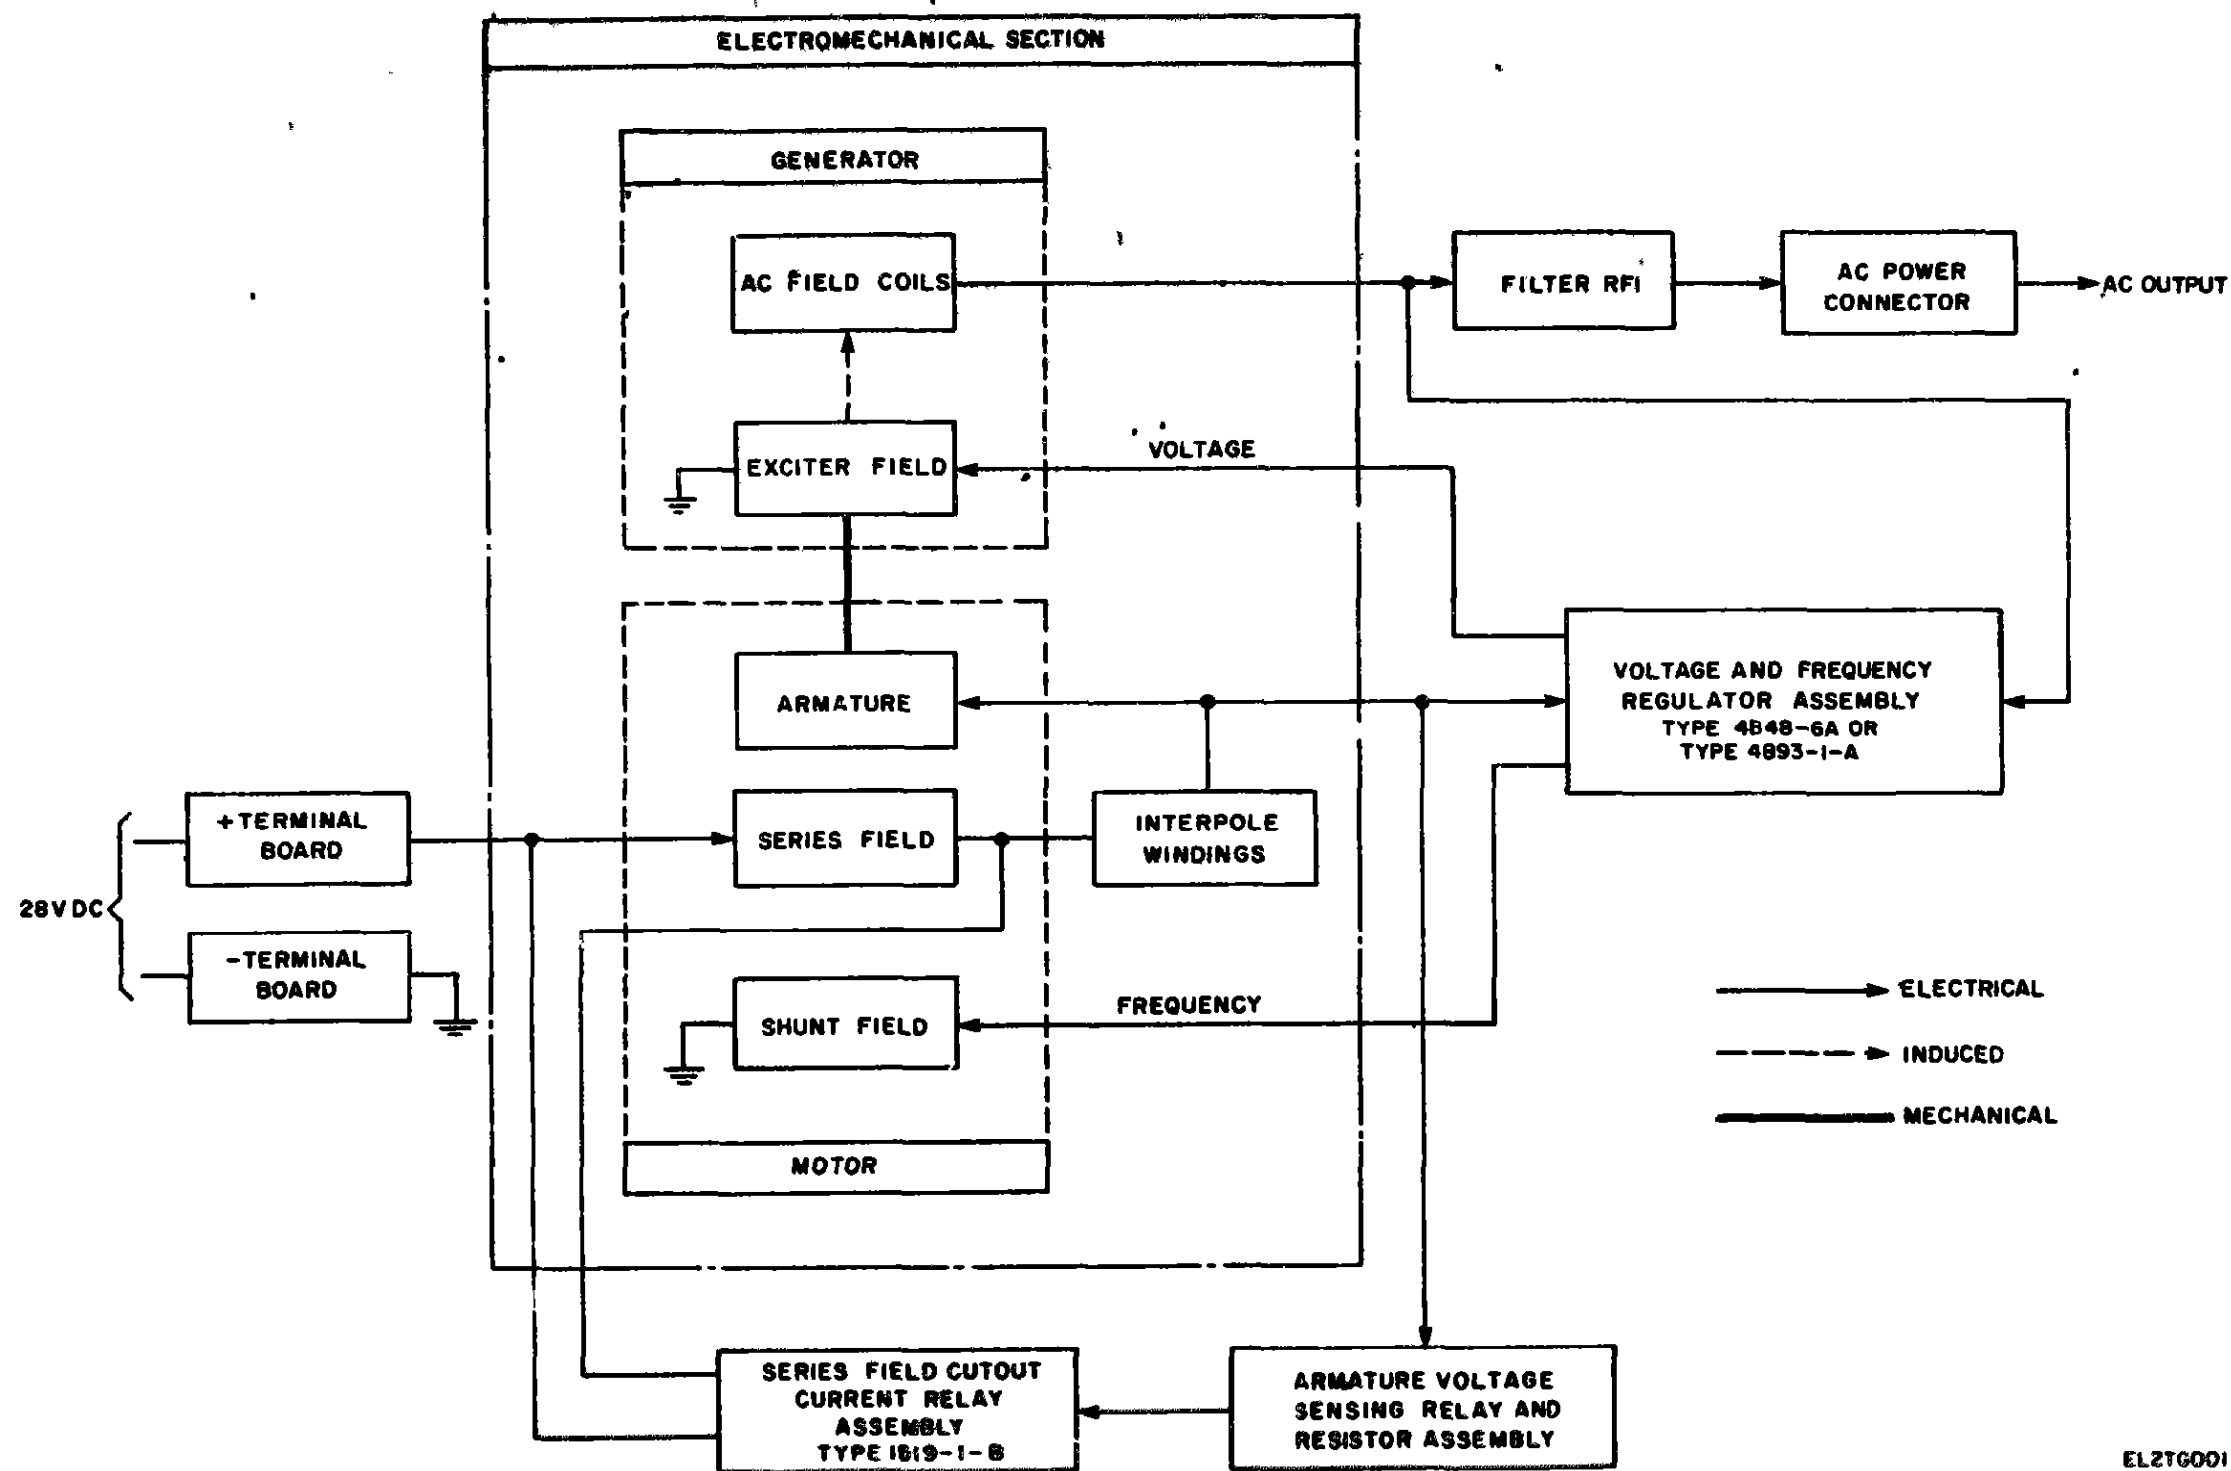 ELECTROMECHANICAL SECTION
GENERATOR
AC FIELD COILS
FILTER RFI
AC POWER
CONNECTOR
AC OUTPUT
VOLTAGE
EXCITER FIELD
ARMATURE
VOLTAGE AND FREQUENCY
REGULATOR ASSEMBLY
TYPE 4B48-6A OR
TYPE 4B93-1-A
+ TERMINAL
BOARD
SERIES FIELD
INTERPOLE
WINDINGS
28V DC
-TERMINAL
BOARD
SHUNT FIELD
FREQUENCY
ELECTRICAL
INDUCED
MECHANICAL
MOTOR
SERIES FIELD CUTOUT
CURRENT RELAY
ASSEMBLY
TYPE 1519-1-B
ARMATURE VOLTAGE
SENSING RELAY AND
RESISTOR ASSEMBLY
EL2TG001